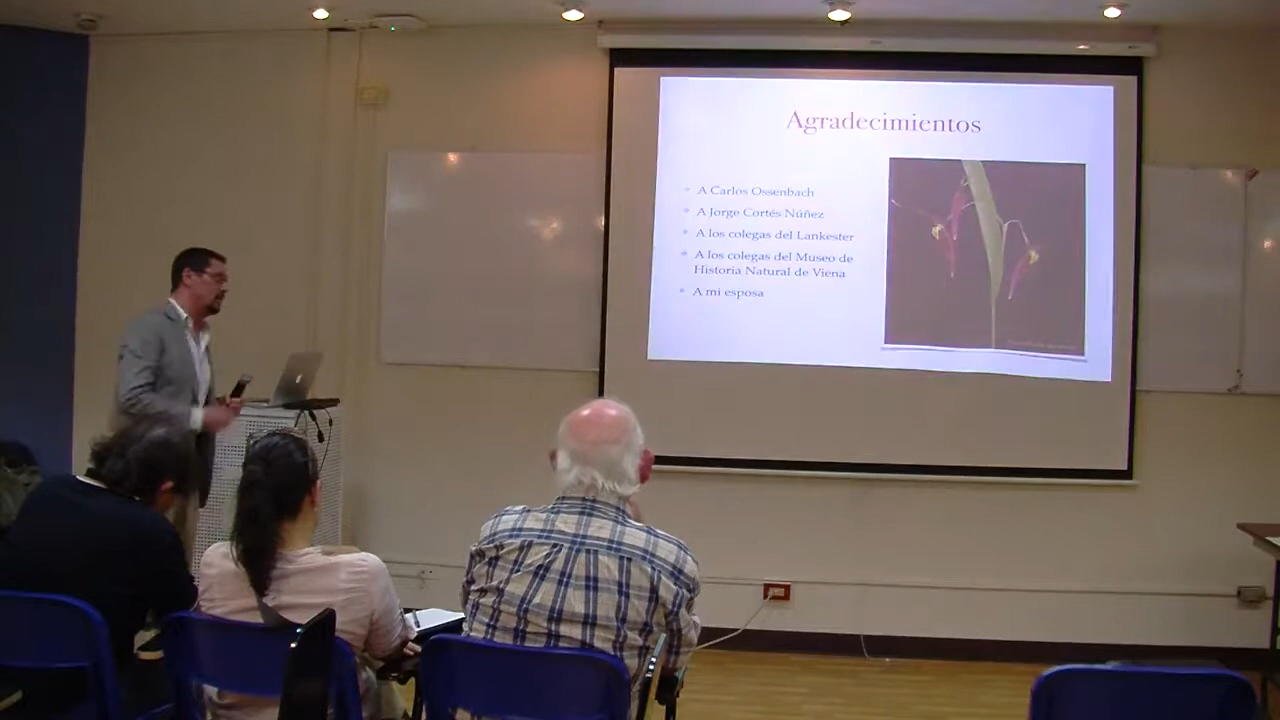 Agradecimientos
A Carlos Ossenbach
A Jorge Cortés Núñez
A los colegas del Lankester
A los colegas del Museo de
Historia Natural de Viena
A mi esposa